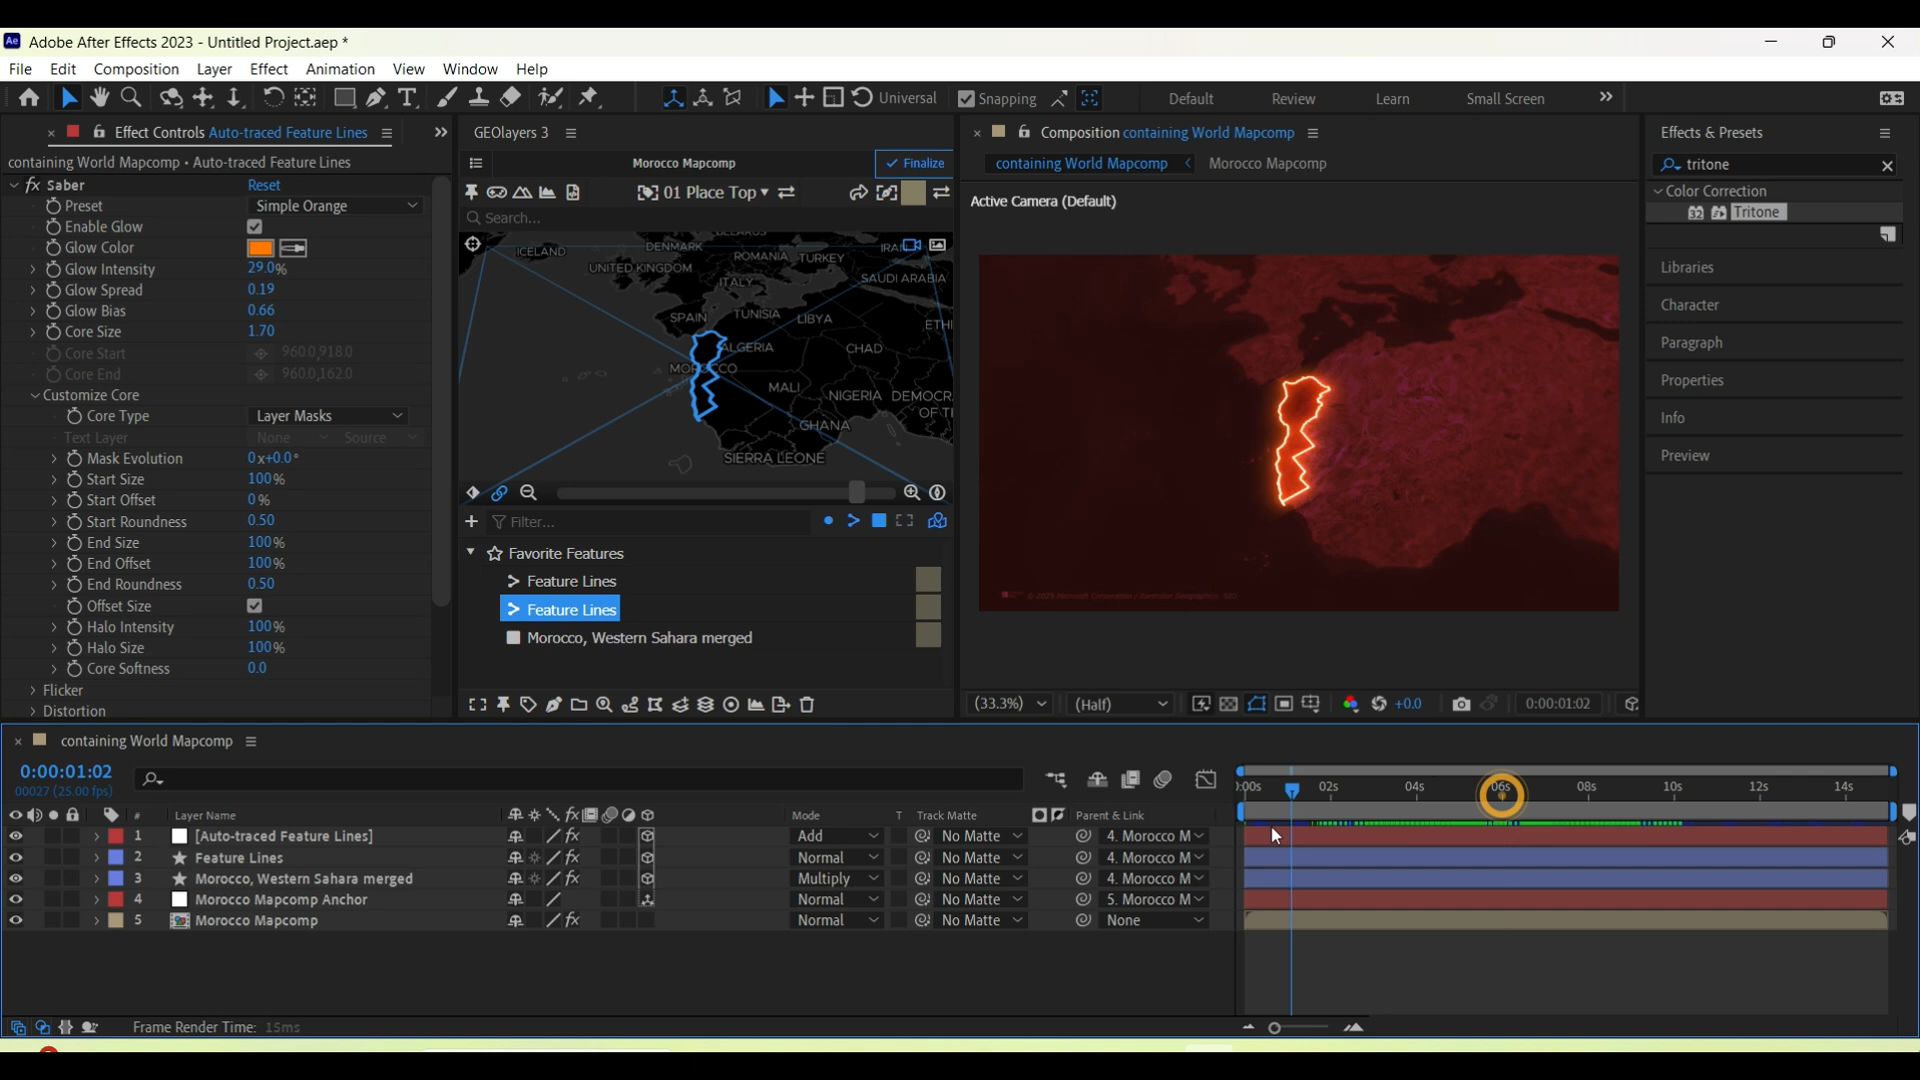 Ae Adobe After Effects 2023 - Untitled Project.aep *
File Edit Composition Layer Effect Animation View Window Help
Universal Snapping Default Review Learn Small Screen
Effect Controls Auto-traced Feature Lines
containing World Mapcomp • Auto-traced Feature Lines
fx Saber Reset
Preset Simple Orange
Enable Glow
Glow Color
Glow Intensity 29.0%
Glow Spread 0.19
Glow Bias 0.66
Core Size 1.70
Core Start 960.0,918.0
Core End 960.0,162.0
Customize Core
Core Type Layer Masks
Text Layer None Source
Mask Evolution 0x+0.0°
Start Size 100%
Start Offset 0%
Start Roundness 0.50
End Size 100%
End Offset 100%
End Roundness 0.50
Offset Size
Halo Intensity 100%
Halo Size 100%
Core Softness 0.0
Flicker
Distortion
GEOlayers 3
Morocco Mapcomp Finalize
01 Place Top
Search...
ICELAND
DENMARK
UNITED KINGDOM
ROMANIA
TURKEY
ITALY
SAUDI ARABIA
SPAIN
TUNISIA
LIBYA
ETH
ALGERIA
CHAD
MOROCCO
MALI
NIGERIA
DEMOCR
OF T
GHANA
SIERRA LEONE
Filter...
Favorite Features
Feature Lines
Feature Lines
Morocco, Western Sahara merged
Composition containing World Mapcomp
containing World Mapcomp < Morocco Mapcomp
Active Camera (Default)
(33.3%) (Half) +0.0 0:00:01:02
Effects & Presets
tritone
Color Correction
32 Tritone
Libraries
Character
Paragraph
Properties
Info
Preview
containing World Mapcomp
0:00:01:02
00027 (25.00 fps)
:00s 02s 04s 06s 08s 10s 12s 14s
# Layer Name fx Mode T Track Matte Parent & Link
1 [Auto-traced Feature Lines] fx Add No Matte 4. Morocco M
2 Feature Lines fx Normal No Matte 4. Morocco M
3 Morocco, Western Sahara merged fx Multiply No Matte 4. Morocco M
4 Morocco Mapcomp Anchor Normal No Matte 5. Morocco M
5 Morocco Mapcomp fx Normal No Matte None
Frame Render Time: 15ms